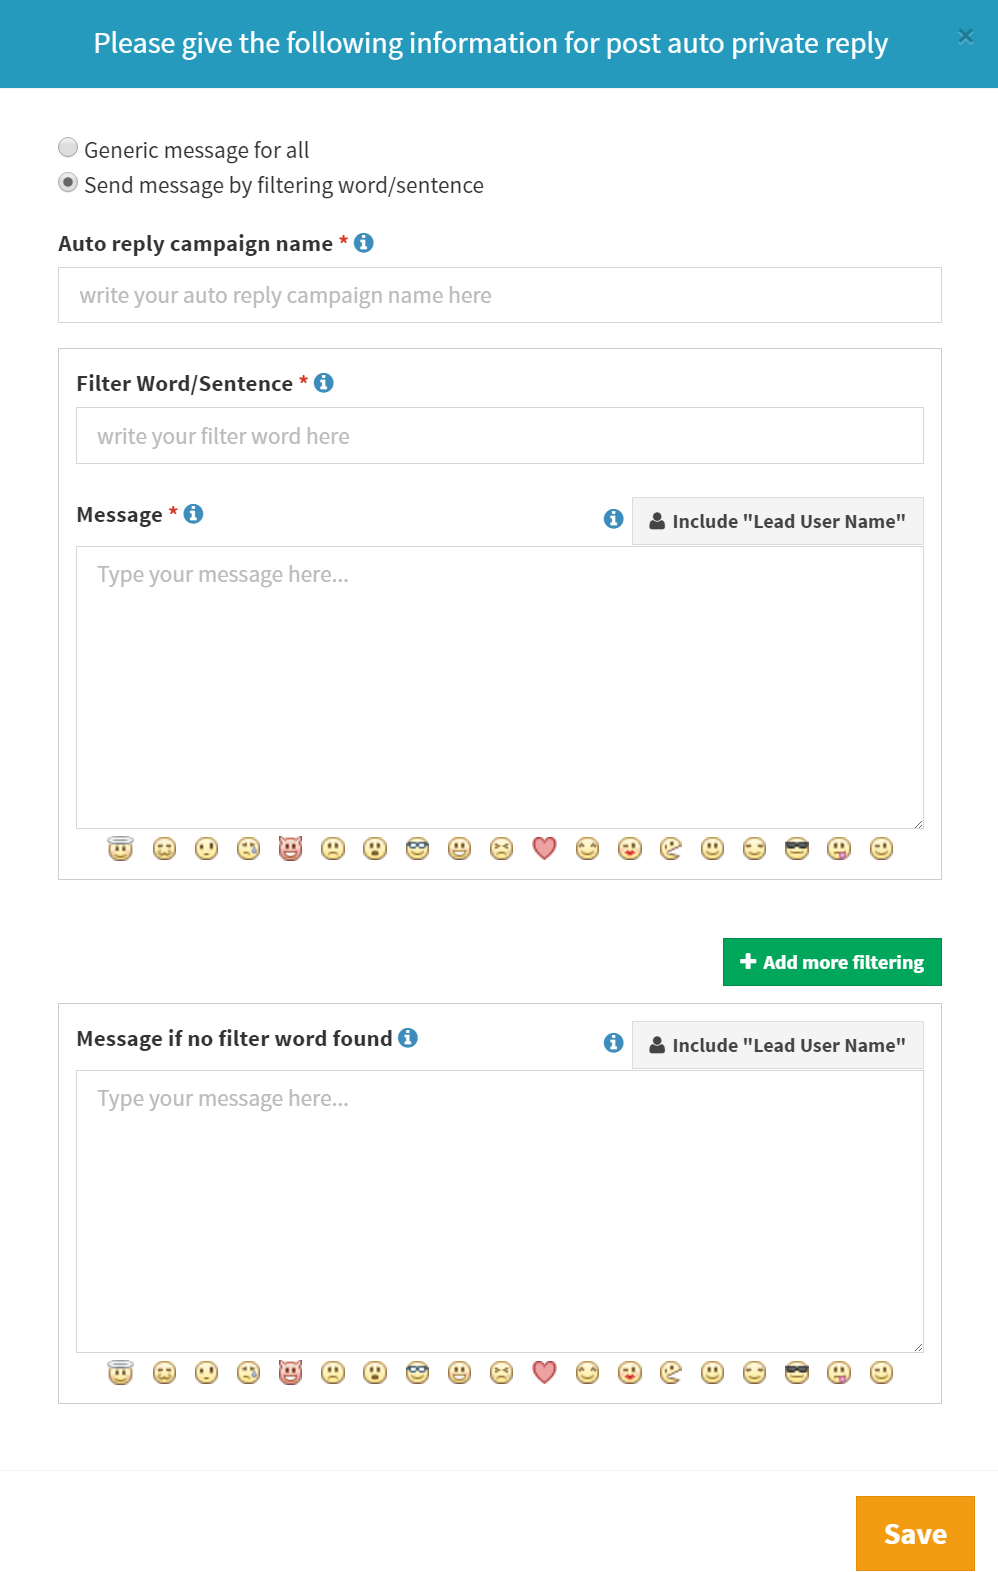 Please give the following information for post auto private reply
×
Generic message for all
Send message by filtering word/sentence
Auto reply campaign name *
write your auto reply campaign name here
Filter Word/Sentence *
write your filter word here
Message *
Include "Lead User Name"
Type your message here...
Add more filtering
Message if no filter word found
Include "Lead User Name"
Type your message here...
Save